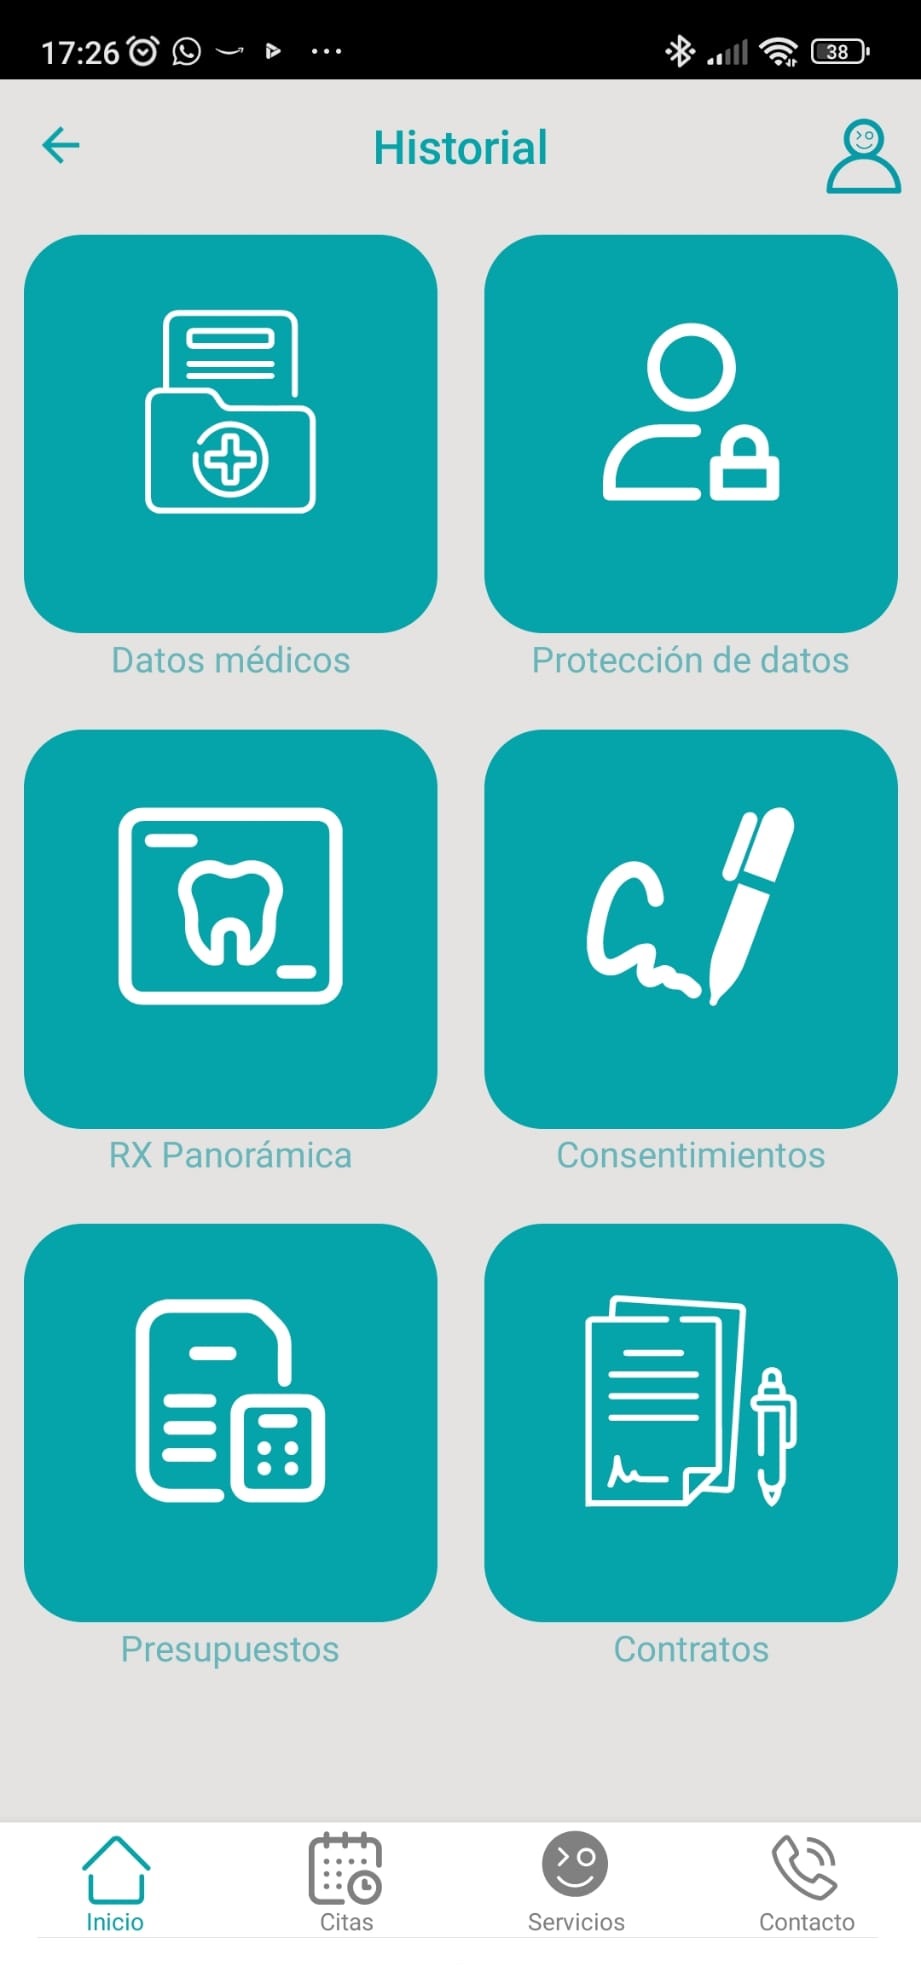 17:26
38
Historial
Datos médicos
Protección de datos
RX Panorámica
Consentimientos
Presupuestos
Contratos
Inicio
Citas
Servicios
Contacto